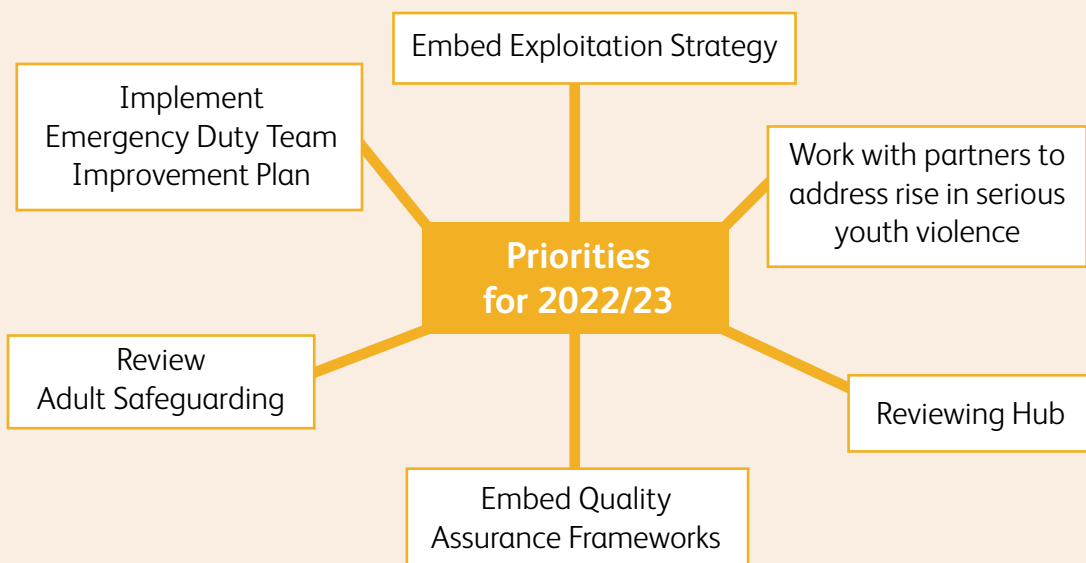 Embed Exploitation Strategy
Implement
Emergency Duty Team
Improvement Plan
Work with partners to
address rise in serious
youth violence
Priorities
for 2022/23
Review
Adult Safeguarding
Reviewing Hub
Embed Quality
Assurance Frameworks